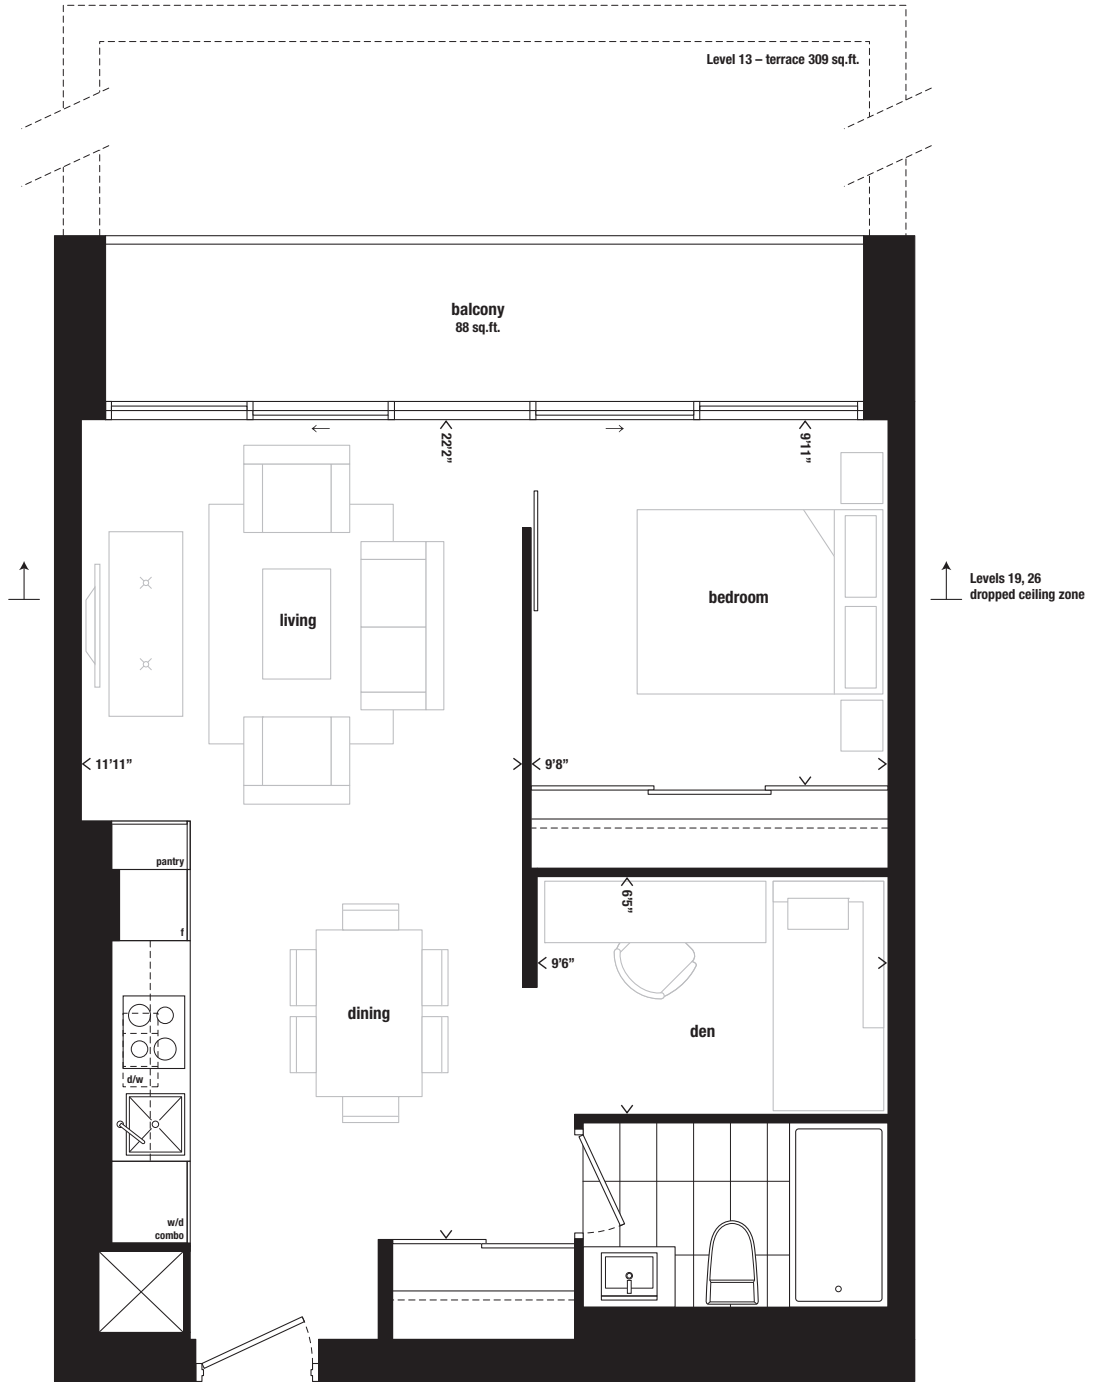 Level 13 – terrace 309 sq.ft.
balcony
88 sq.ft.
22'2”
9'11”
Levels 19, 26
dropped ceiling zone
living
bedroom
11'11”
9'8”
pantry
f
6'5”
9'6”
dining
den
d/w
w/d
combo